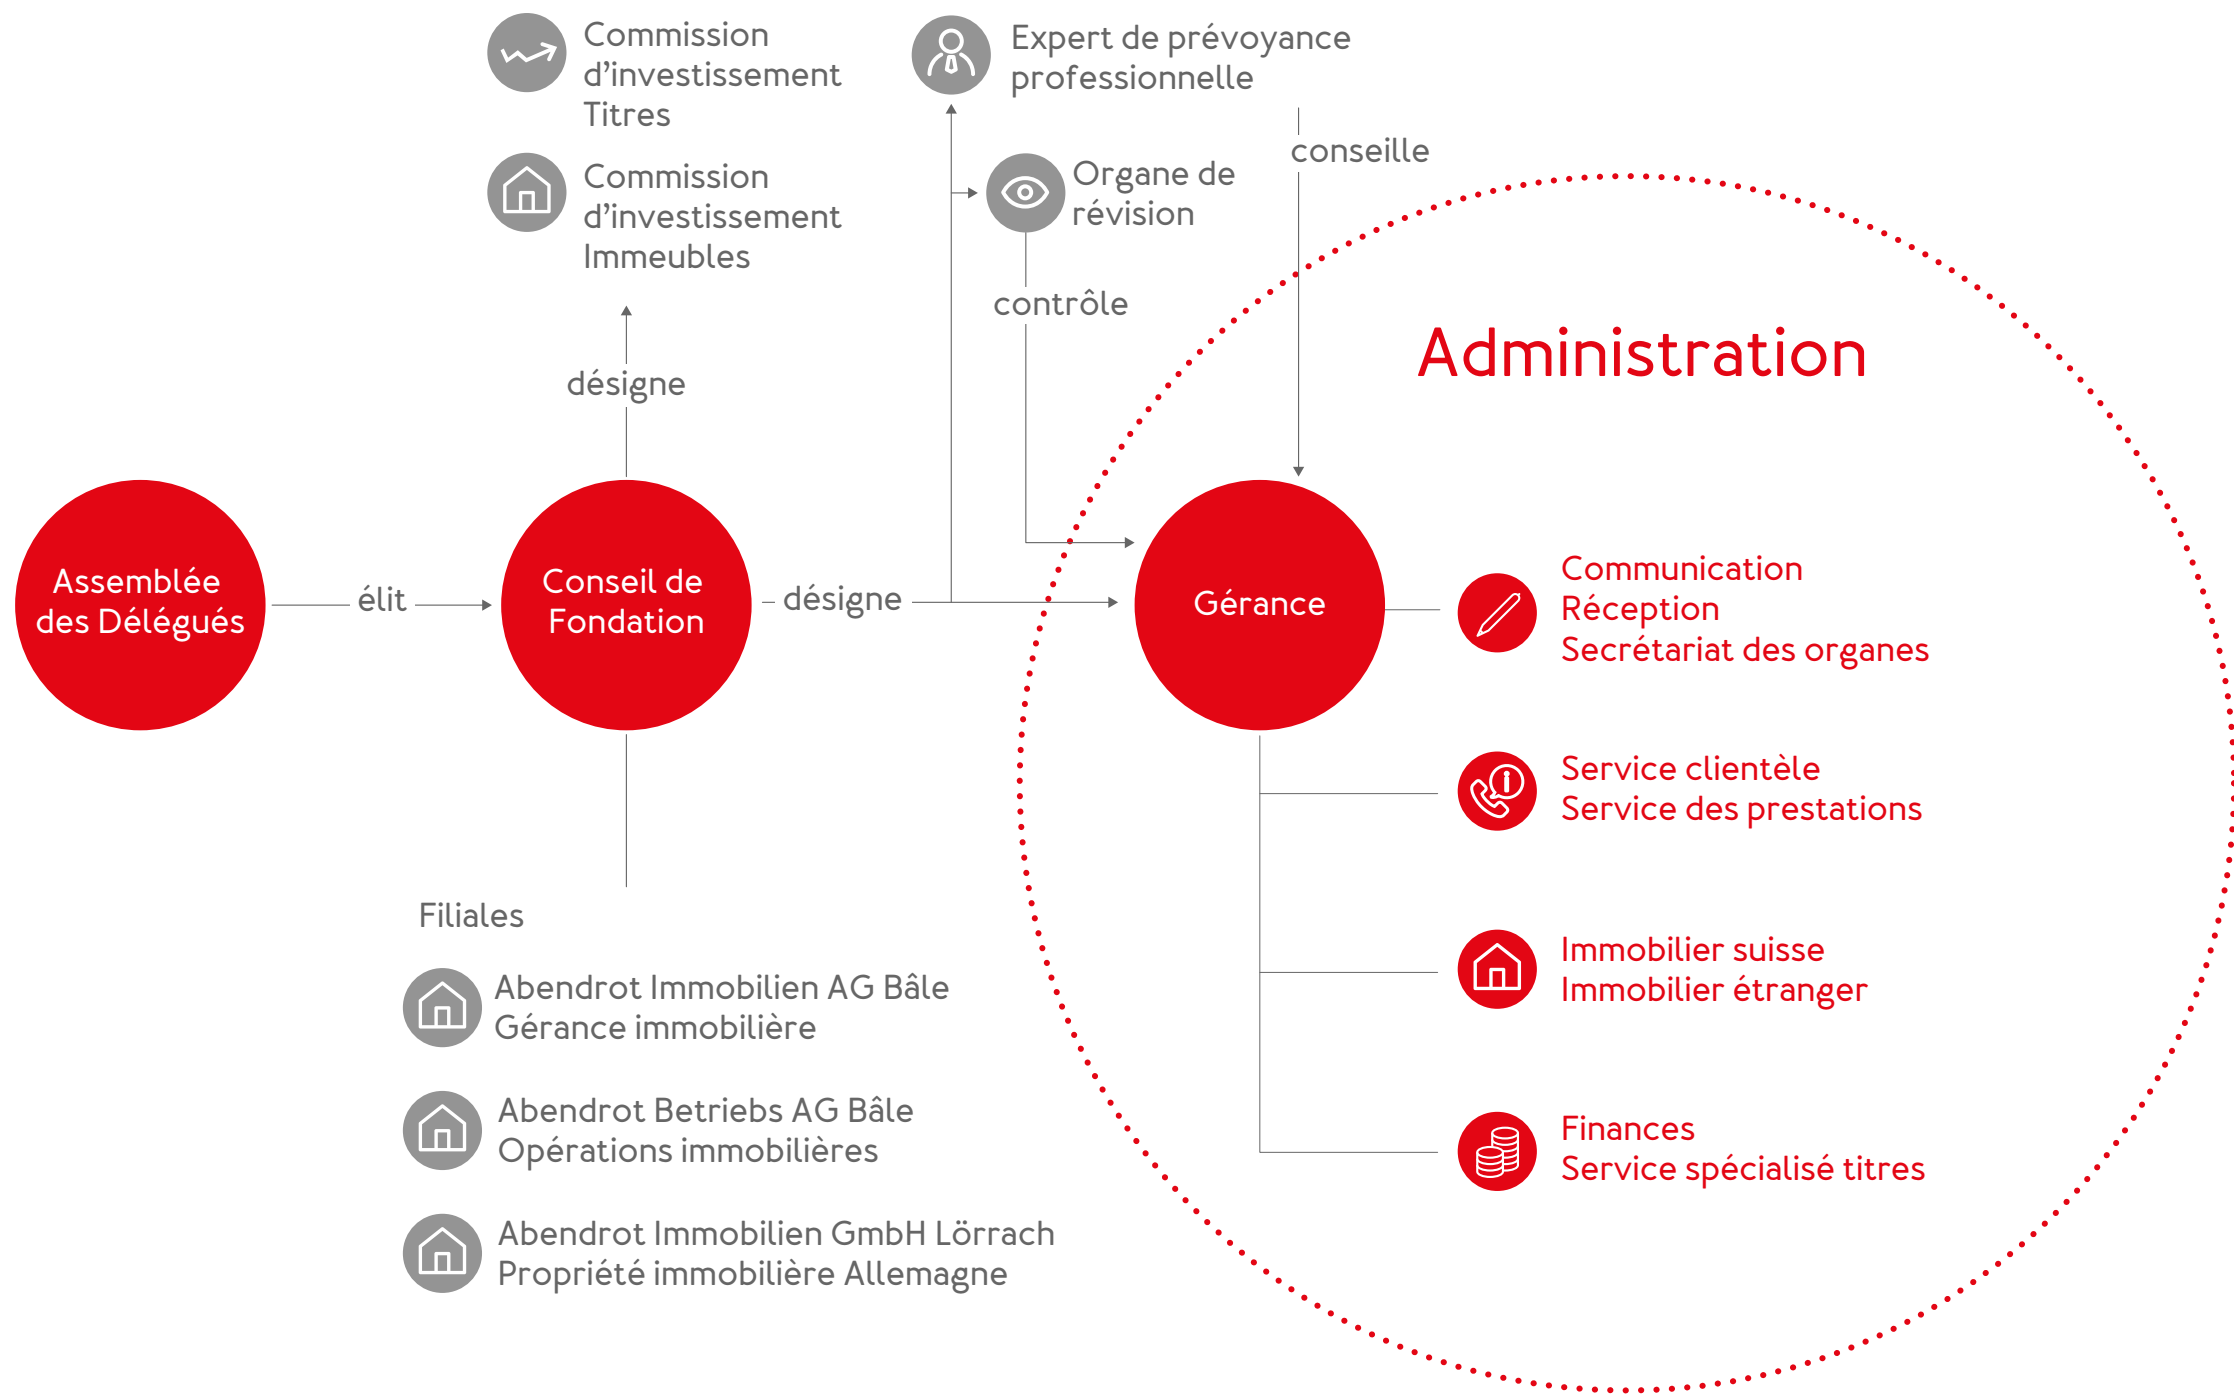 Commission
d’investissement
Titres
Commission
d’investissement
Immeubles
Expert de prévoyance
professionnelle
Organe de
révision
conseille
contrôle
désigne
Administration
Assemblée
des Délégués
élit
Conseil de
Fondation
désigne
Gérance
Communication
Réception
Secrétariat des organes
Service clientèle
Service des prestations
Immobilier suisse
Immobilier étranger
Finances
Service spécialisé titres
Filiales
Abendrot Immobilien AG Bâle
Gérance immobilière
Abendrot Betriebs AG Bâle
Opérations immobilières
Abendrot Immobilien GmbH Lörrach
Propriété immobilière Allemagne